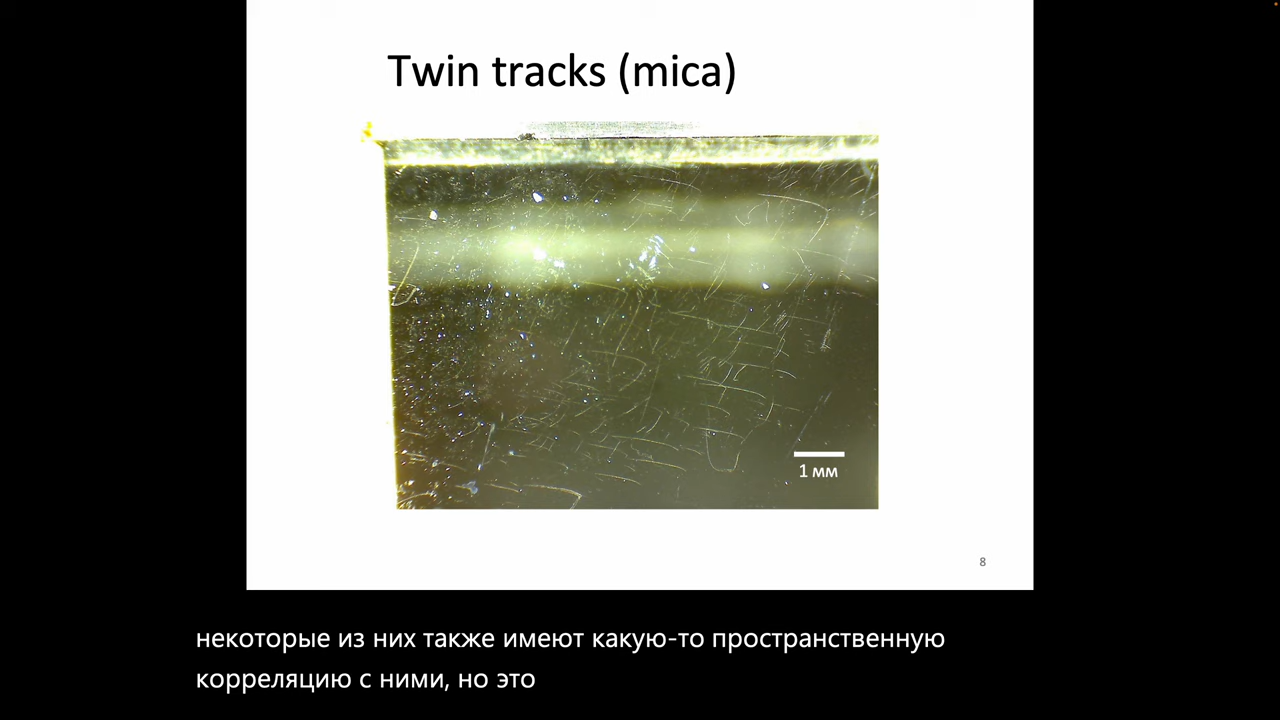 Twin tracks (mica)
1 мм
8
некоторые из них также имеют какую-то пространственную
корреляцию с ними, но это